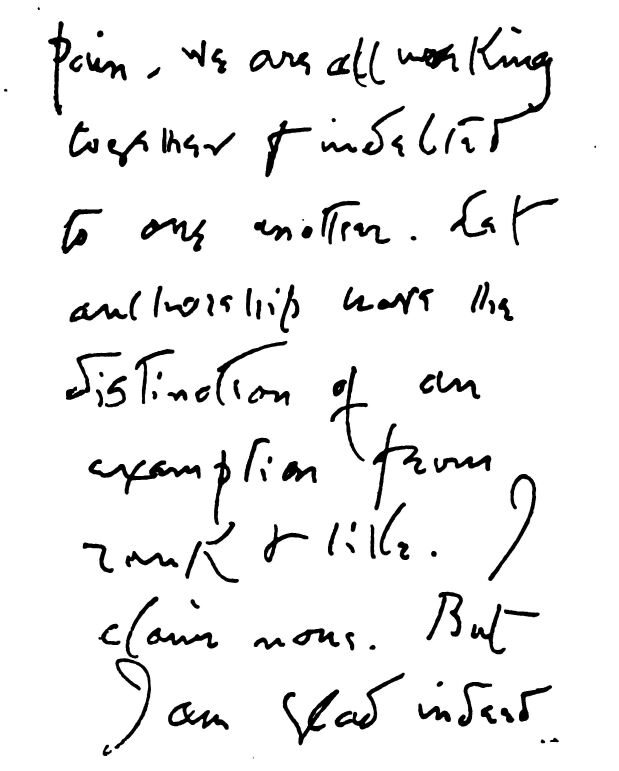 pain, we are all working
together & indebted
to one another. Let
authorship have the
distinction of an
exemption from
rank & title. I
claim none. But
I am glad indeed